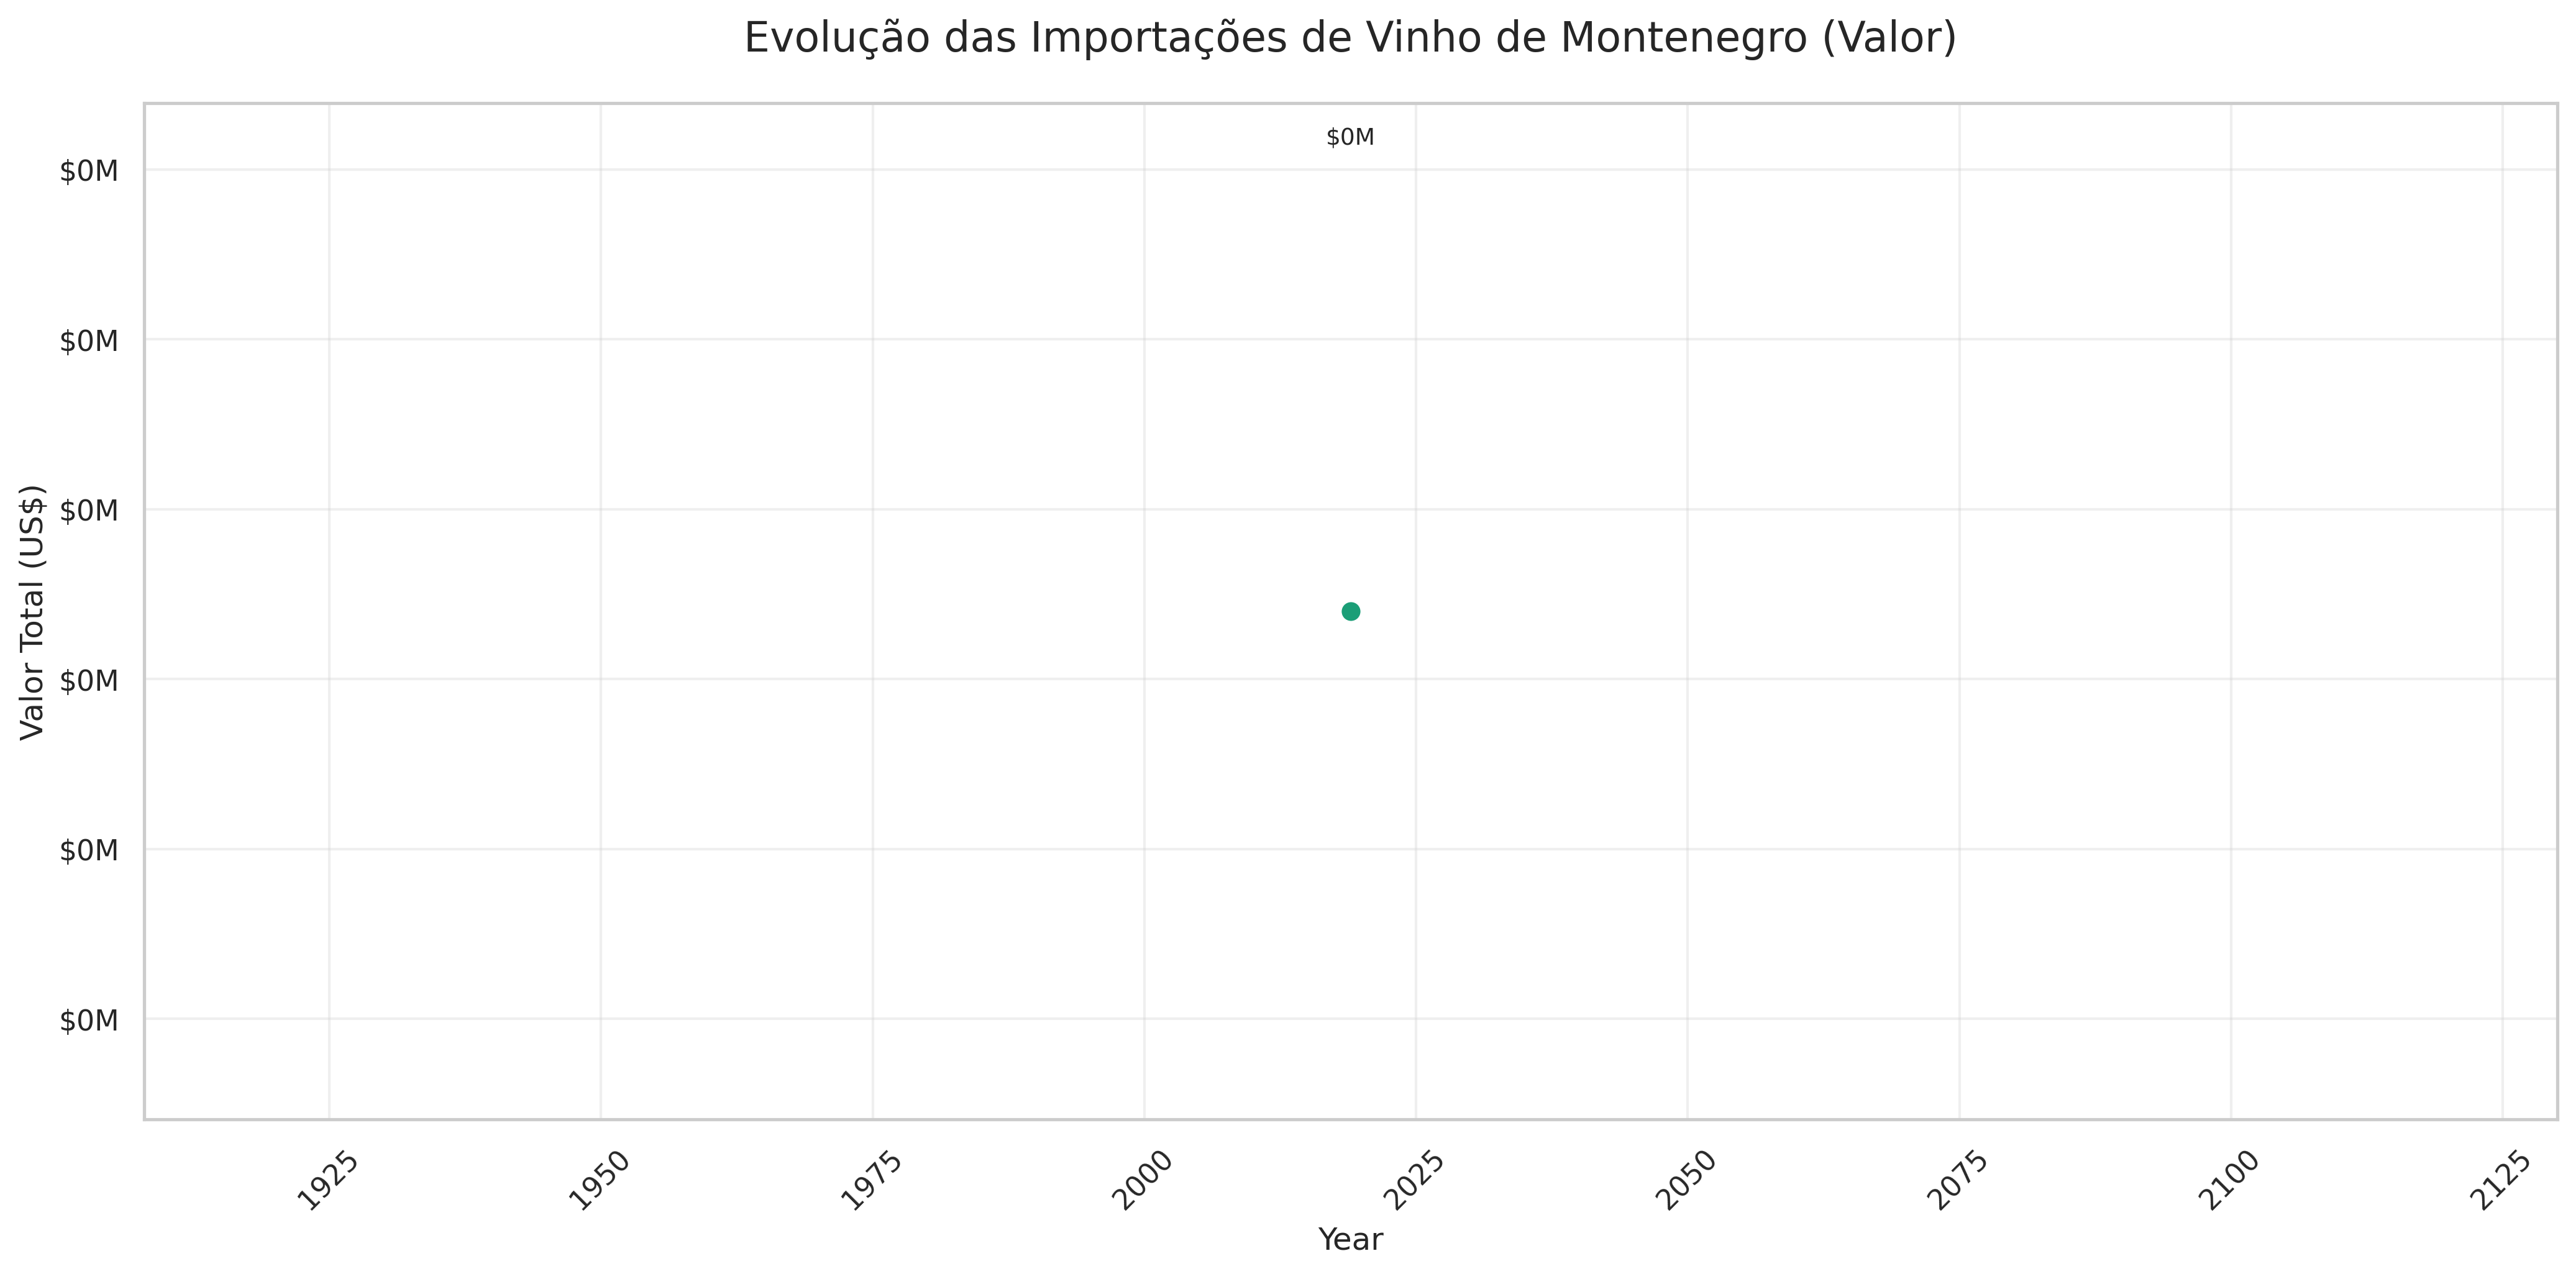 Evolução das Importações de Vinho de Montenegro (Valor)
$0M
$0M
$0M
$0M
$0M
$0M
$0M
Valor Total (US$)
1925
1950
1975
2000
2025
2050
2075
2100
2125
Year